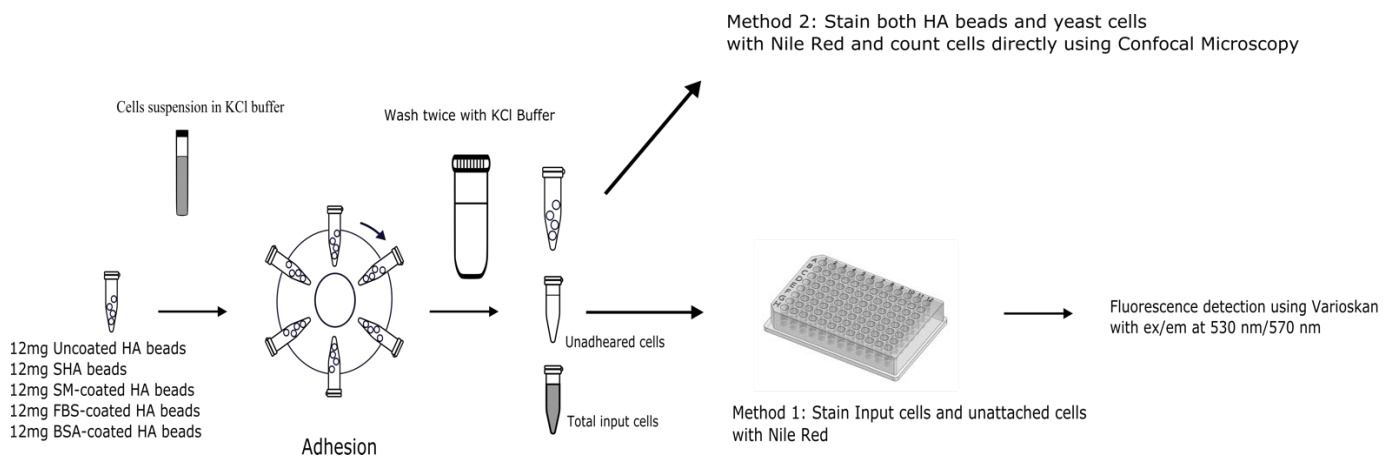 Method 2: Stain both HA beads and yeast cells
with Nile Red and count cells directly using Confocal Microscopy
Cells suspension in KCl buffer
Wash twice with KCl Buffer
12mg Uncoated HA beads
12mg SHA beads
12mg SM-coated HA beads
12mg FBS-coated HA beads
12mg BSA-coated HA beads
Adhesion
Unadheared cells
Total input cells
Method 1: Stain Input cells and unattached cells
with Nile Red
Fluorescence detection using Varioskan
with ex/em at 530 nm/570 nm